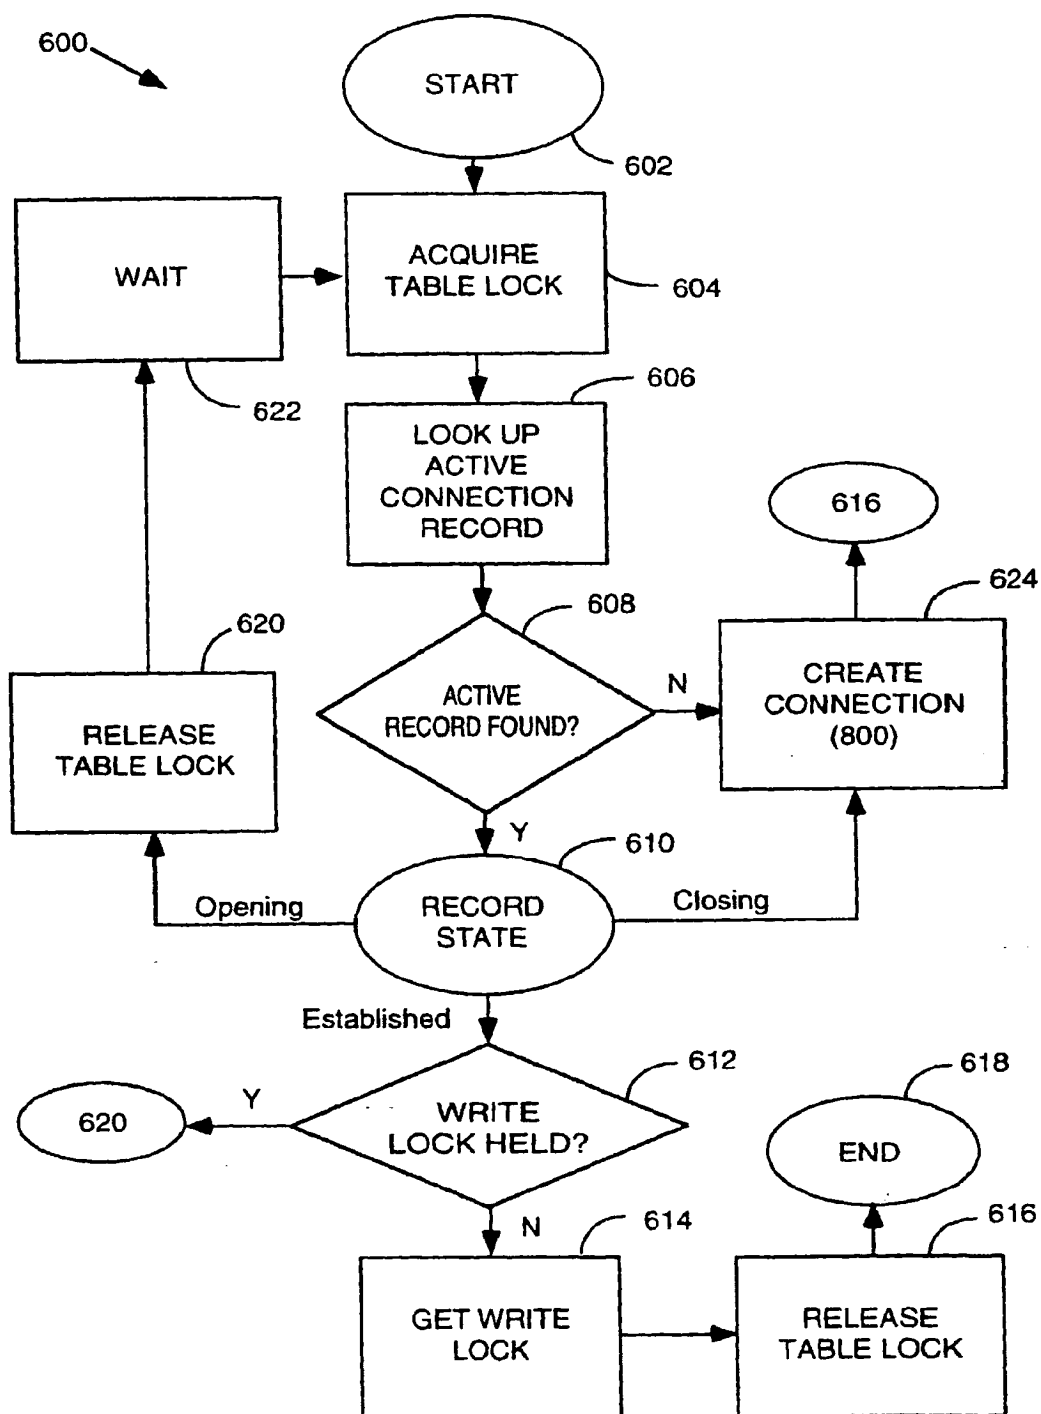 600
START
602
WAIT
ACQUIRE
TABLE LOCK
604
622
606
LOOK UP
ACTIVE
CONNECTION
RECORD
616
624
608
620
ACTIVE
RECORD FOUND?
N
CREATE
CONNECTION
(800)
RELEASE
TABLE LOCK
Y
610
Opening
RECORD
STATE
Closing
Established
612
618
620
Y
WRITE
LOCK HELD?
END
N
614
616
GET WRITE
LOCK
RELEASE
TABLE LOCK